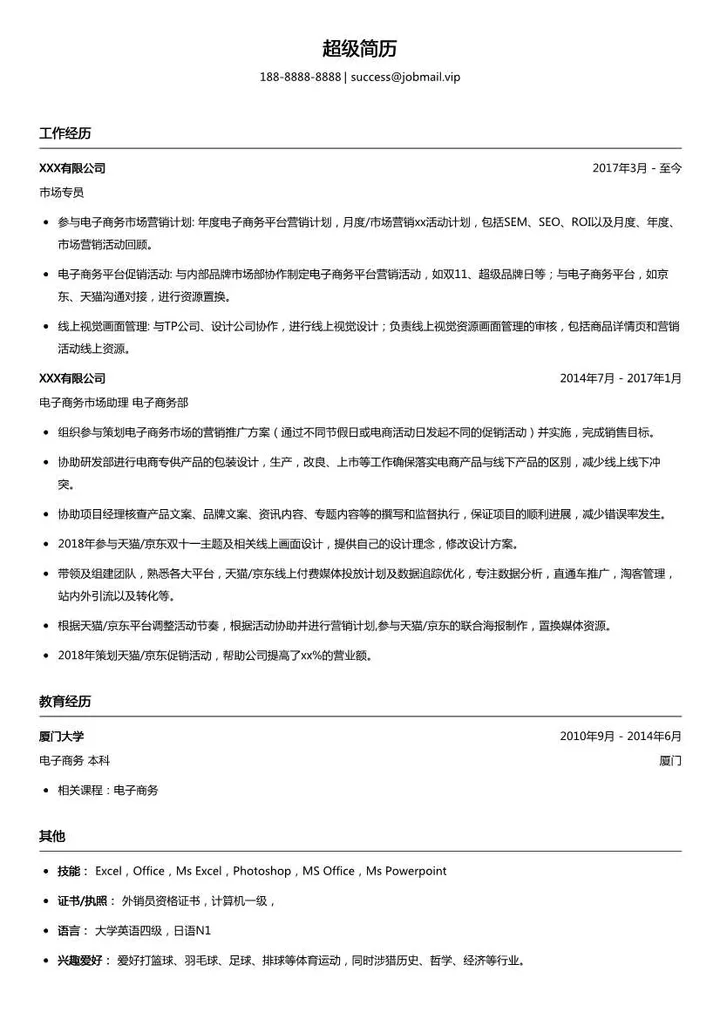 超级简历
188-8888-8888 | success@jobmail.vip
工作经历
XXX有限公司 2017年3月 - 至今
市场专员
• 参与电子商务市场营销计划: 年度电子商务平台营销计划，月度/市场营销xx活动计划，包括SEM、SEO、ROI以及月度、年度、
市场营销活动回顾。
• 电子商务平台促销活动: 与内部品牌市场部协作制定电子商务平台营销活动，如双11、超级品牌日等；与电子商务平台，如京
东、天猫沟通对接，进行资源置换。
• 线上视觉画面管理: 与TP公司、设计公司协作，进行线上视觉设计；负责线上视觉资源画面管理的审核，包括商品详情页和营销
活动线上资源。
XXX有限公司 2014年7月 - 2017年1月
电子商务市场助理 电子商务部
• 组织参与策划电子商务市场的营销推广方案（通过不同节假日或电商活动日发起不同的促销活动）并实施，完成销售目标。
• 协助研发部进行电商专供产品的包装设计，生产，改良、上市等工作确保落实电商产品与线下产品的区别，减少线上线下冲
突。
• 协助项目经理核查产品文案、品牌文案、资讯内容、专题内容等的撰写和监督执行，保证项目的顺利进展，减少错误率发生。
• 2018年参与天猫/京东双十一主题及相关线上画面设计，提供自己的设计理念，修改设计方案。
• 带领及组建团队，熟悉各大平台，天猫/京东线上付费媒体投放计划及数据追踪优化，专注数据分析，直通车推广，淘客管理，
站内外引流以及转化等。
• 根据天猫/京东平台调整活动节奏，根据活动协助并进行营销计划,参与天猫/京东的联合海报制作，置换媒体资源。
• 2018年策划天猫/京东促销活动，帮助公司提高了xx%的营业额。
教育经历
厦门大学 2010年9月 - 2014年6月
电子商务 本科 厦门
• 相关课程：电子商务
其他
• 技能： Excel，Office，Ms Excel，Photoshop，MS Office，Ms Powerpoint
• 证书/执照： 外销员资格证书，计算机一级，
• 语言： 大学英语四级，日语N1
• 兴趣爱好： 爱好打篮球、羽毛球、足球、排球等体育运动，同时涉猎历史、哲学、经济等行业。